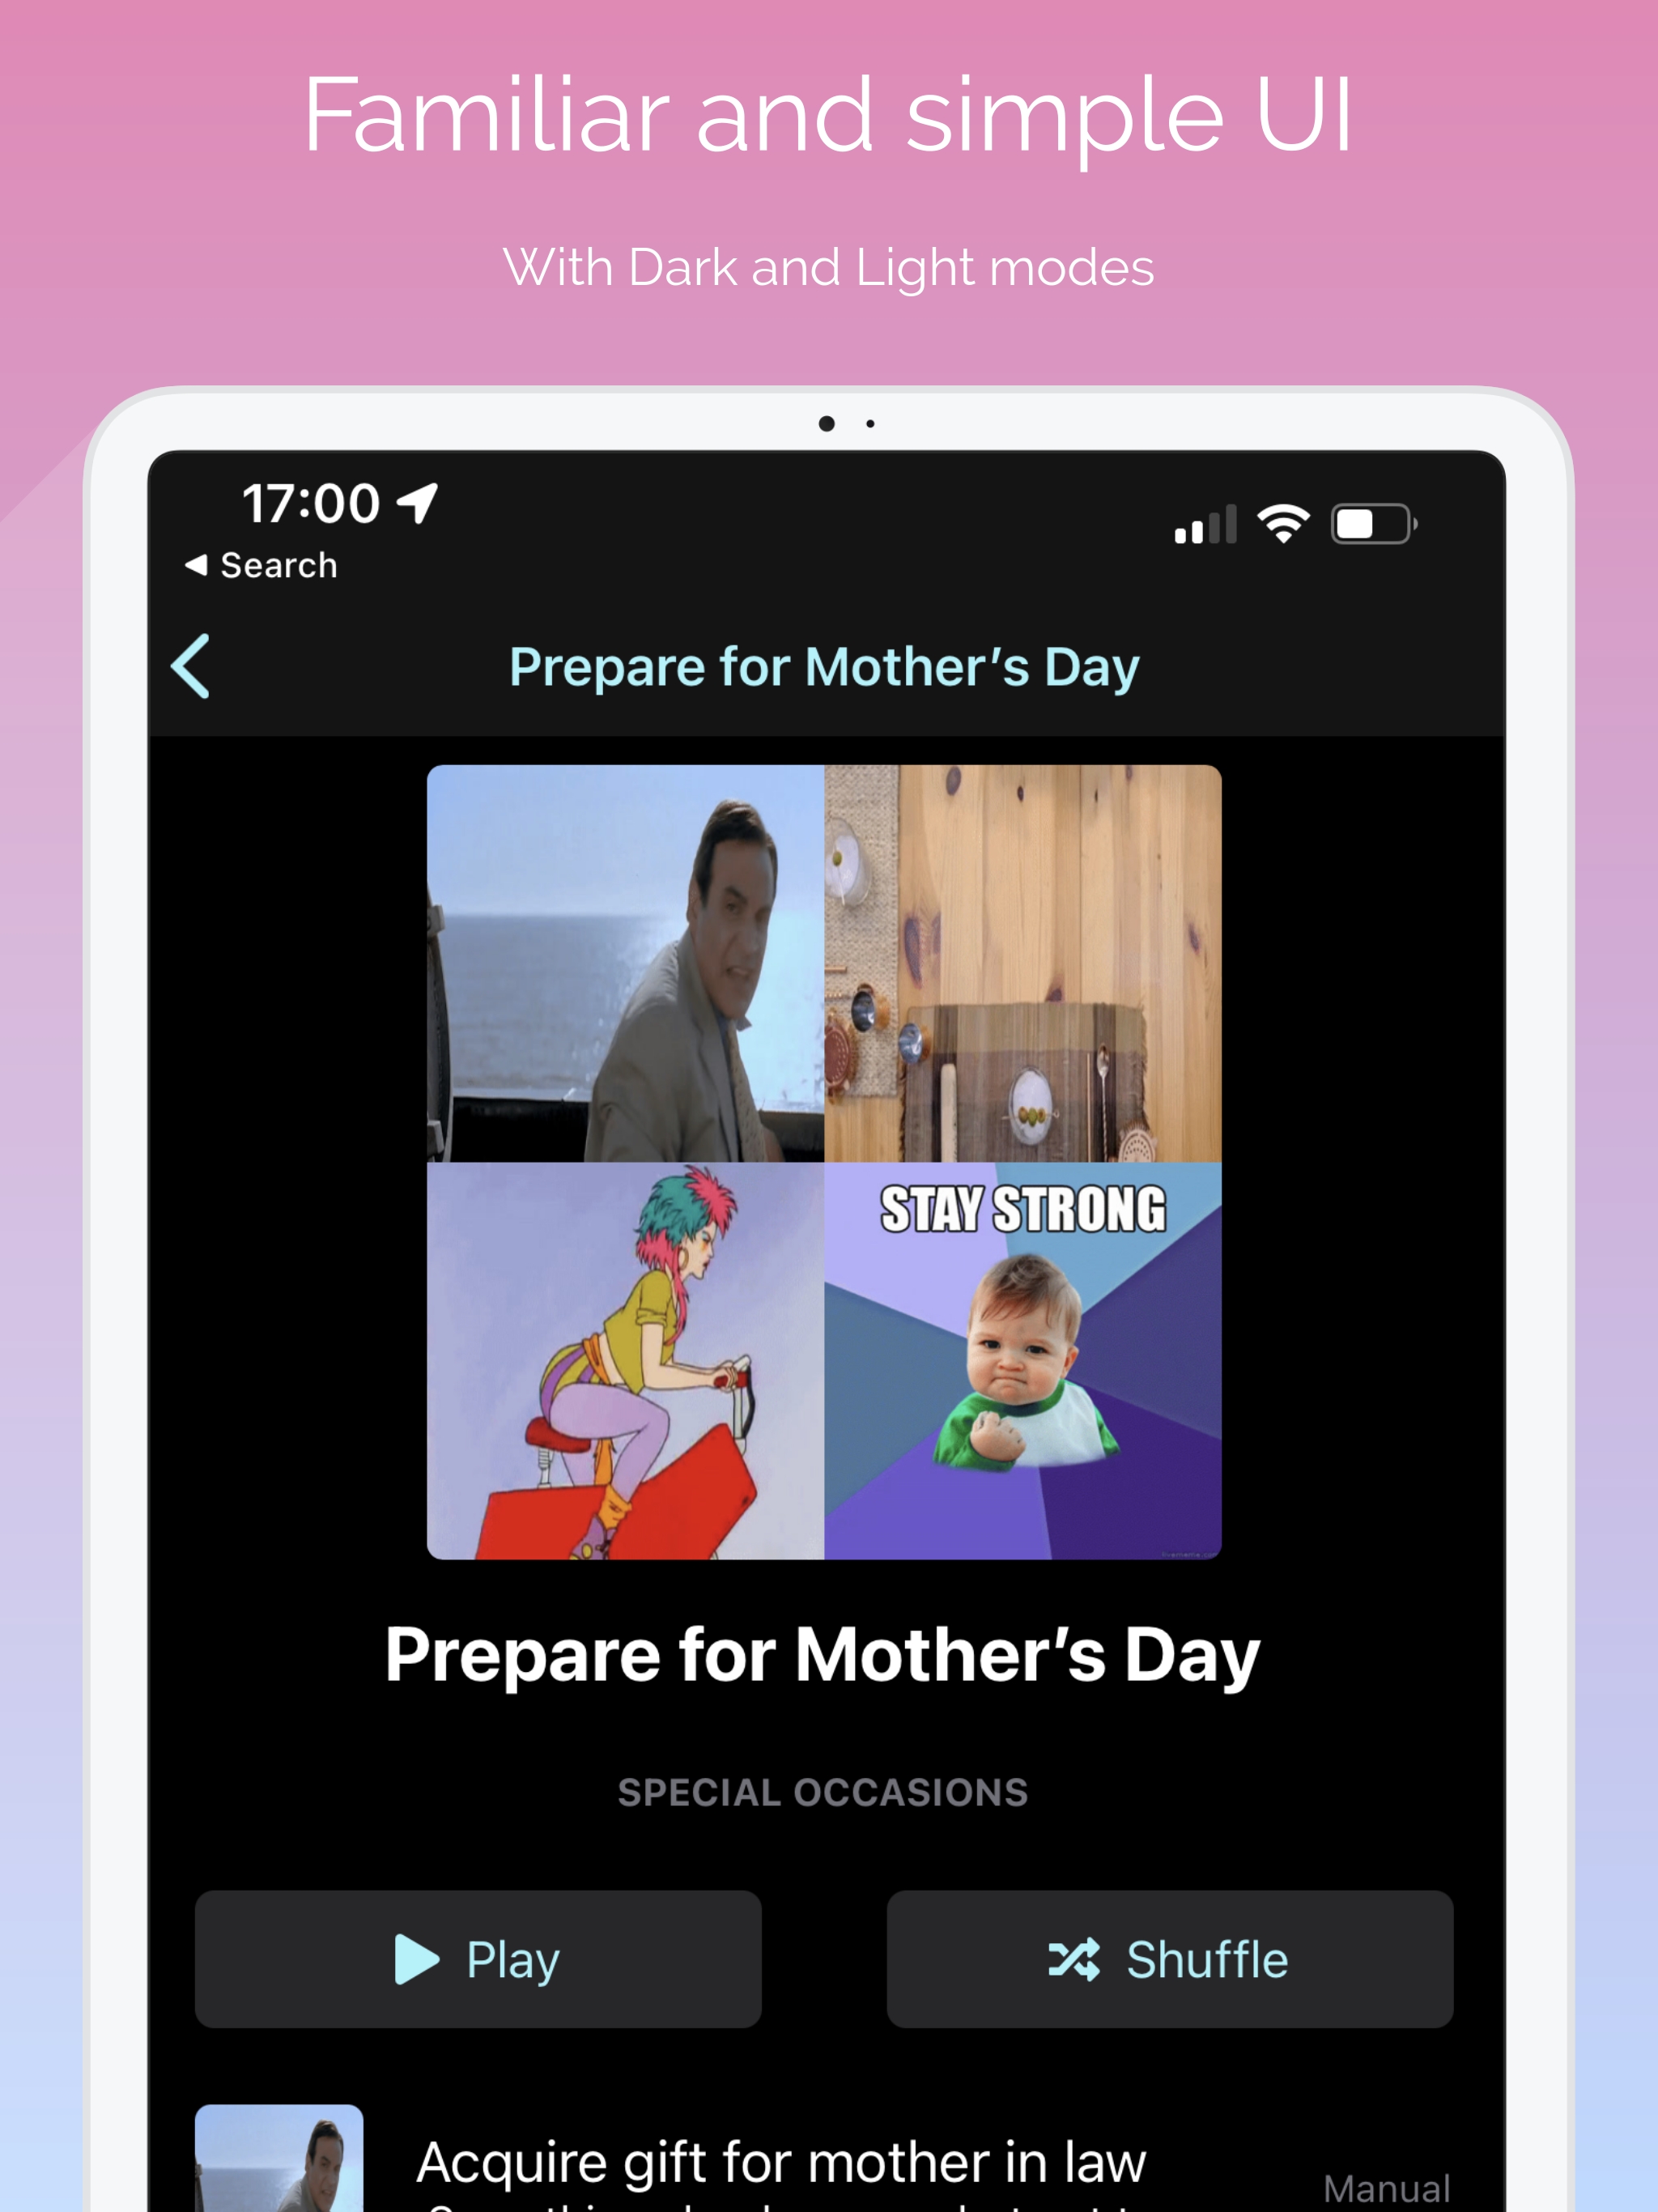 Familiar and simple UI
With Dark and Light modes
17:00
Search
Prepare for Mother’s Day
STAY STRONG
Prepare for Mother’s Day
SPECIAL OCCASIONS
Play
Shuffle
Acquire gift for mother in law
Manual